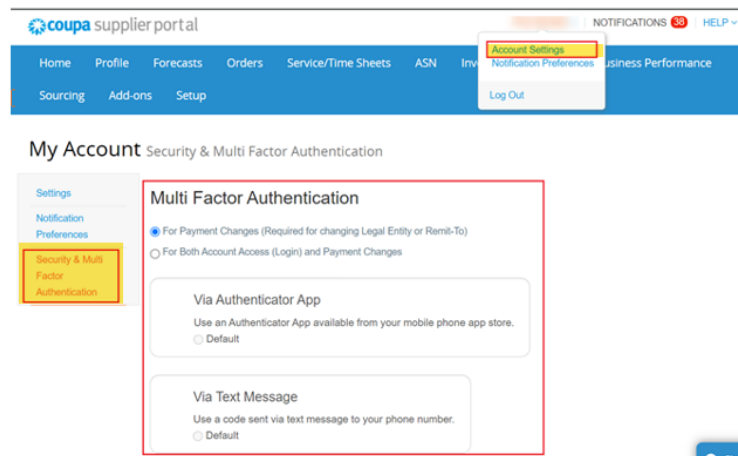 coupa supplier portal
NOTIFICATIONS 38 HELP
Account Settings
Notification Preferences
Log Out
Home Profile Forecasts Orders Service/Time Sheets ASN Business Performance
Sourcing Add-ons Setup
My Account Security & Multi Factor Authentication
Settings
Notification
Preferences
Security & Multi
Factor
Authentication
Multi Factor Authentication
For Payment Changes (Required for changing Legal Entity or Remit-To)
For Both Account Access (Login) and Payment Changes
Via Authenticator App
Use an Authenticator App available from your mobile phone app store.
Default
Via Text Message
Use a code sent via text message to your phone number.
Default